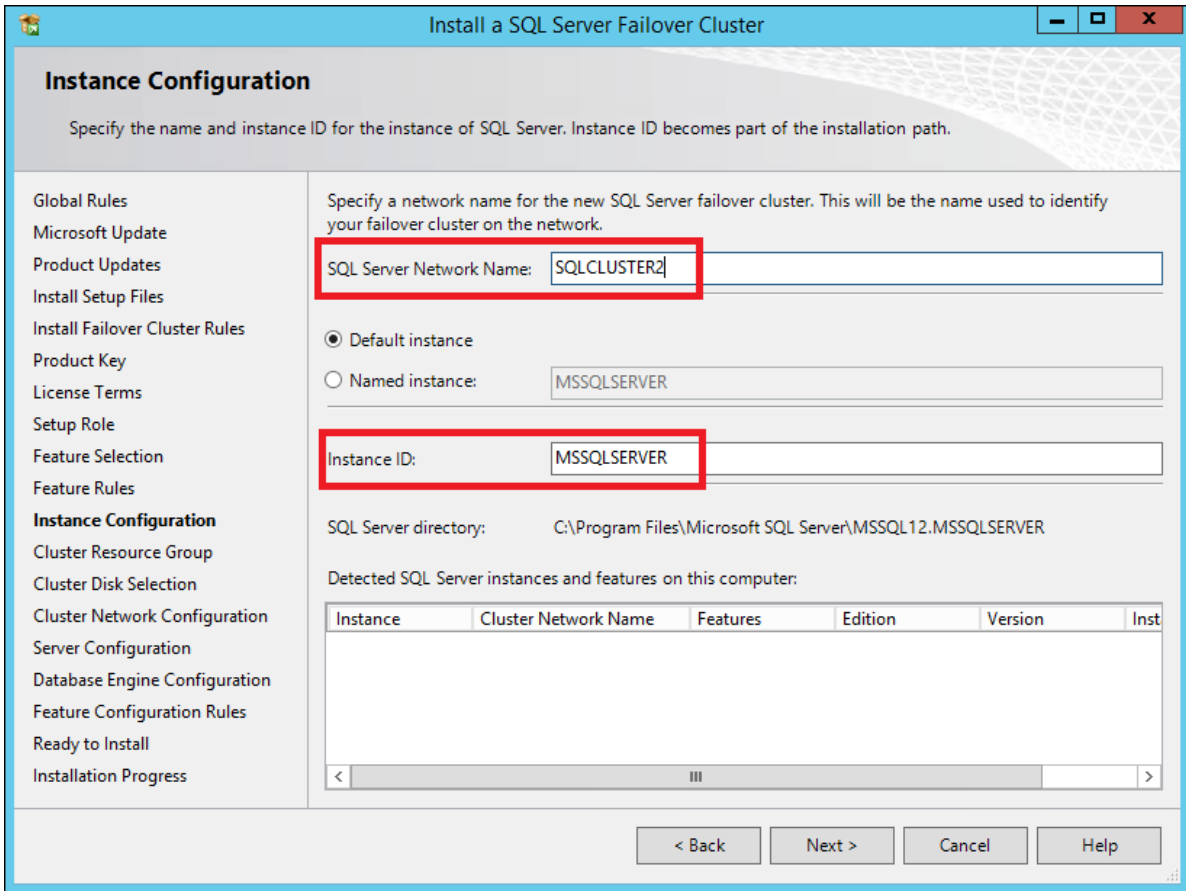 Install a SQL Server Failover Cluster
Instance Configuration
Specify the name and instance ID for the instance of SQL Server. Instance ID becomes part of the installation path.
Global Rules
Microsoft Update
Product Updates
Install Setup Files
Install Failover Cluster Rules
Product Key
License Terms
Setup Role
Feature Selection
Feature Rules
Instance Configuration
Cluster Resource Group
Cluster Disk Selection
Cluster Network Configuration
Server Configuration
Database Engine Configuration
Feature Configuration Rules
Ready to Install
Installation Progress
Specify a network name for the new SQL Server failover cluster. This will be the name used to identify
your failover cluster on the network.
SQL Server Network Name: SQLCLUSTER2
Default instance
Named instance: MSSQLSERVER
Instance ID: MSSQLSERVER
SQL Server directory: C:\Program Files\Microsoft SQL Server\MSSQL12.MSSQLSERVER
Detected SQL Server instances and features on this computer:
Instance Cluster Network Name Features Edition Version Inst
< Back Next > Cancel Help